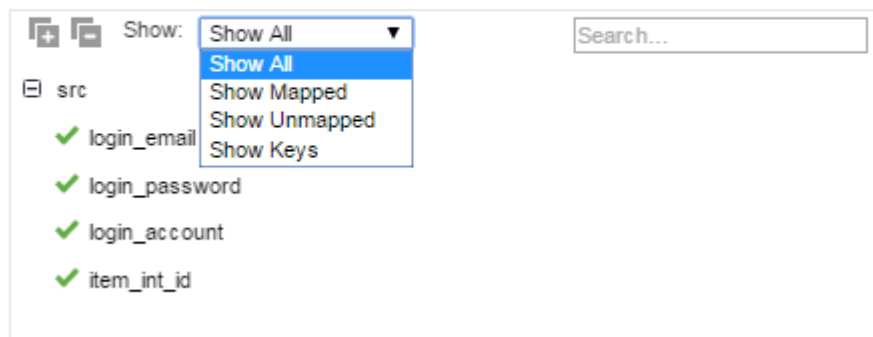 Show: Show All Search...
Show All
src Show Mapped
Show Unmapped
login_email Show Keys
login_password
login_account
item_int_id